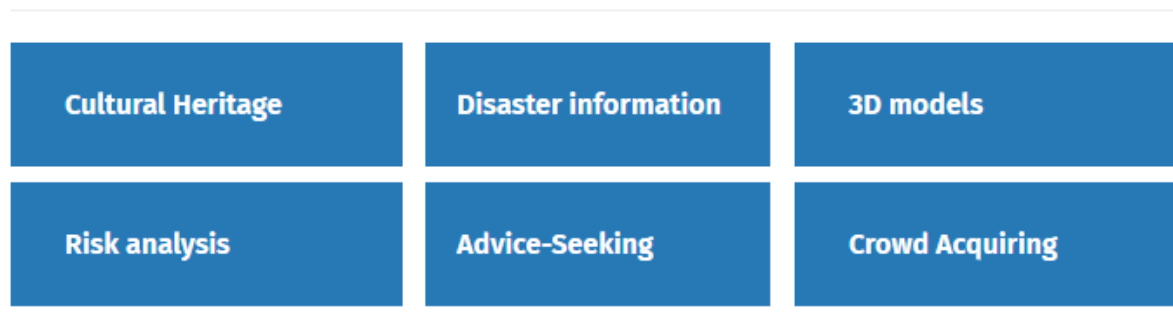 Cultural Heritage
Disaster information
3D models
Risk analysis
Advice-Seeking
Crowd Acquiring